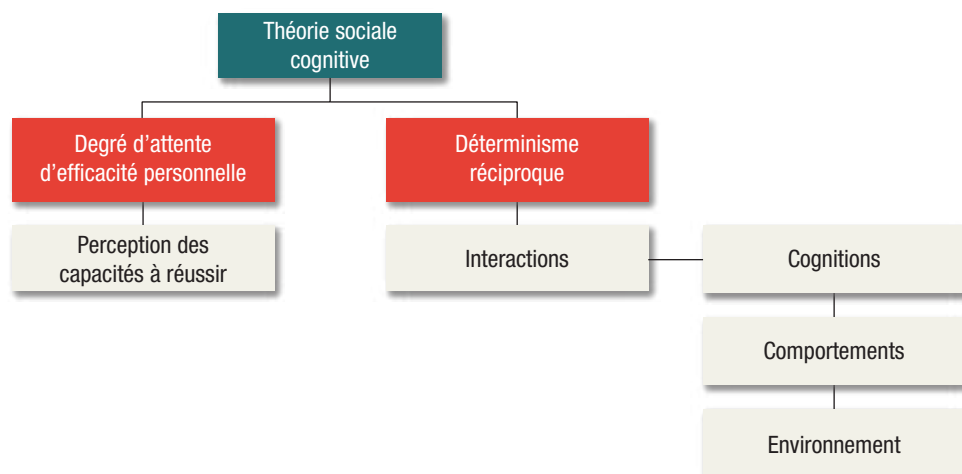 Théorie sociale
cognitive
Degré d'attente
d'efficacité personnelle
Déterminisme
réciproque
Perception des
capacités à réussir
Interactions
Cognitions
Comportements
Environnement